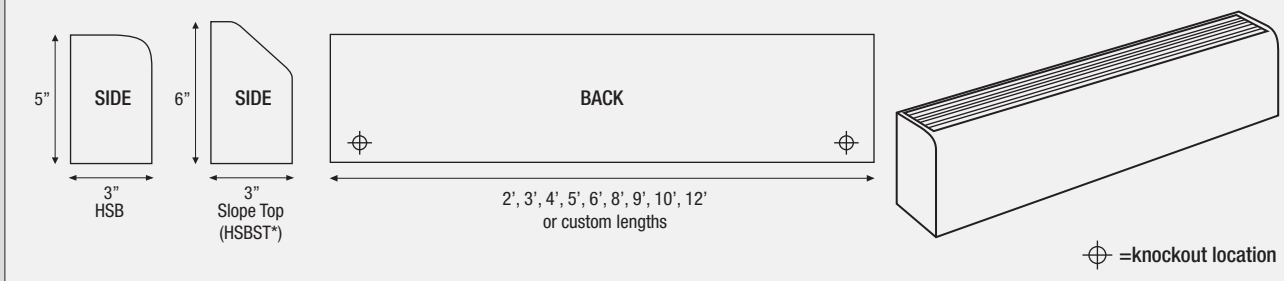 5”
SIDE
3”
HSB
6”
SIDE
3”
Slope Top
(HSBST*)
BACK
2’, 3’, 4’, 5’, 6’, 8’, 9’, 10’, 12’
or custom lengths
=knockout location